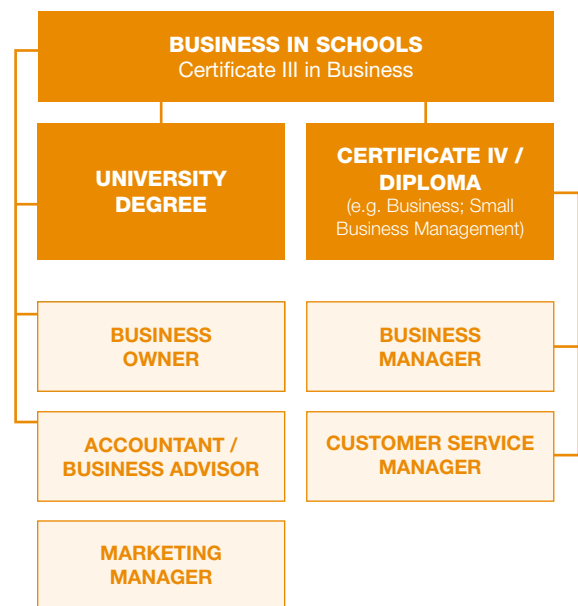 BUSINESS IN SCHOOLS
Certificate III in Business
UNIVERSITY
DEGREE
CERTIFICATE IV /
DIPLOMA
(e.g. Business; Small
Business Management)
BUSINESS
OWNER
BUSINESS
MANAGER
ACCOUNTANT /
BUSINESS ADVISOR
CUSTOMER SERVICE
MANAGER
MARKETING
MANAGER